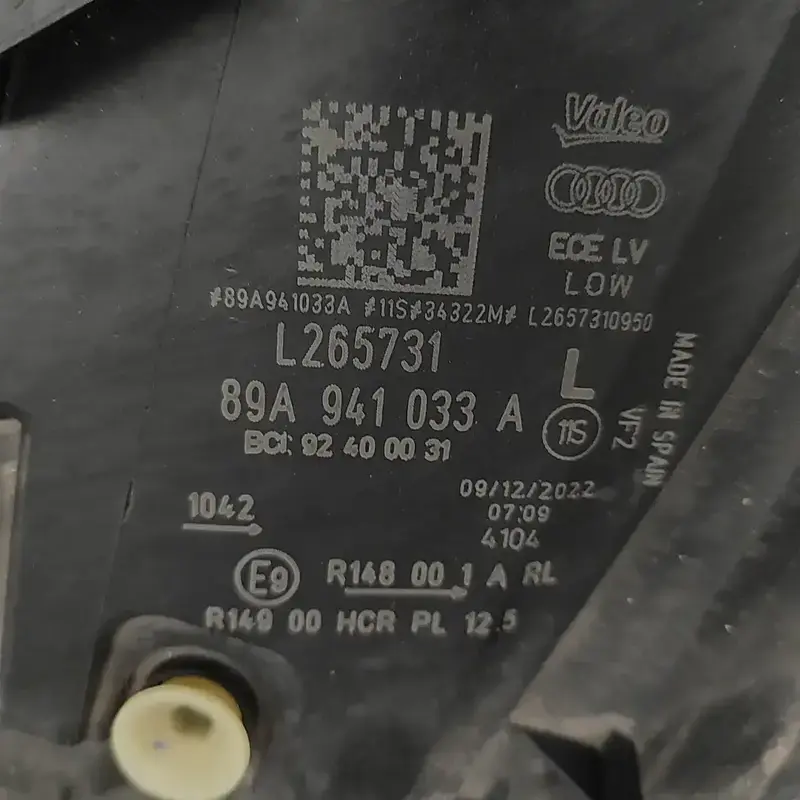 Valeo
ECE LV
LOW
#89A941033A #11S#34322M# L2657310950
L265731
L
89A 941 033 A
11S
BCI: 92 40 00 31
MADE IN SPAIN
VF2
09/12/2022
07:09
4104
1042
E9
R148 00 1 A RL
R149 00 HCR PL 12.5